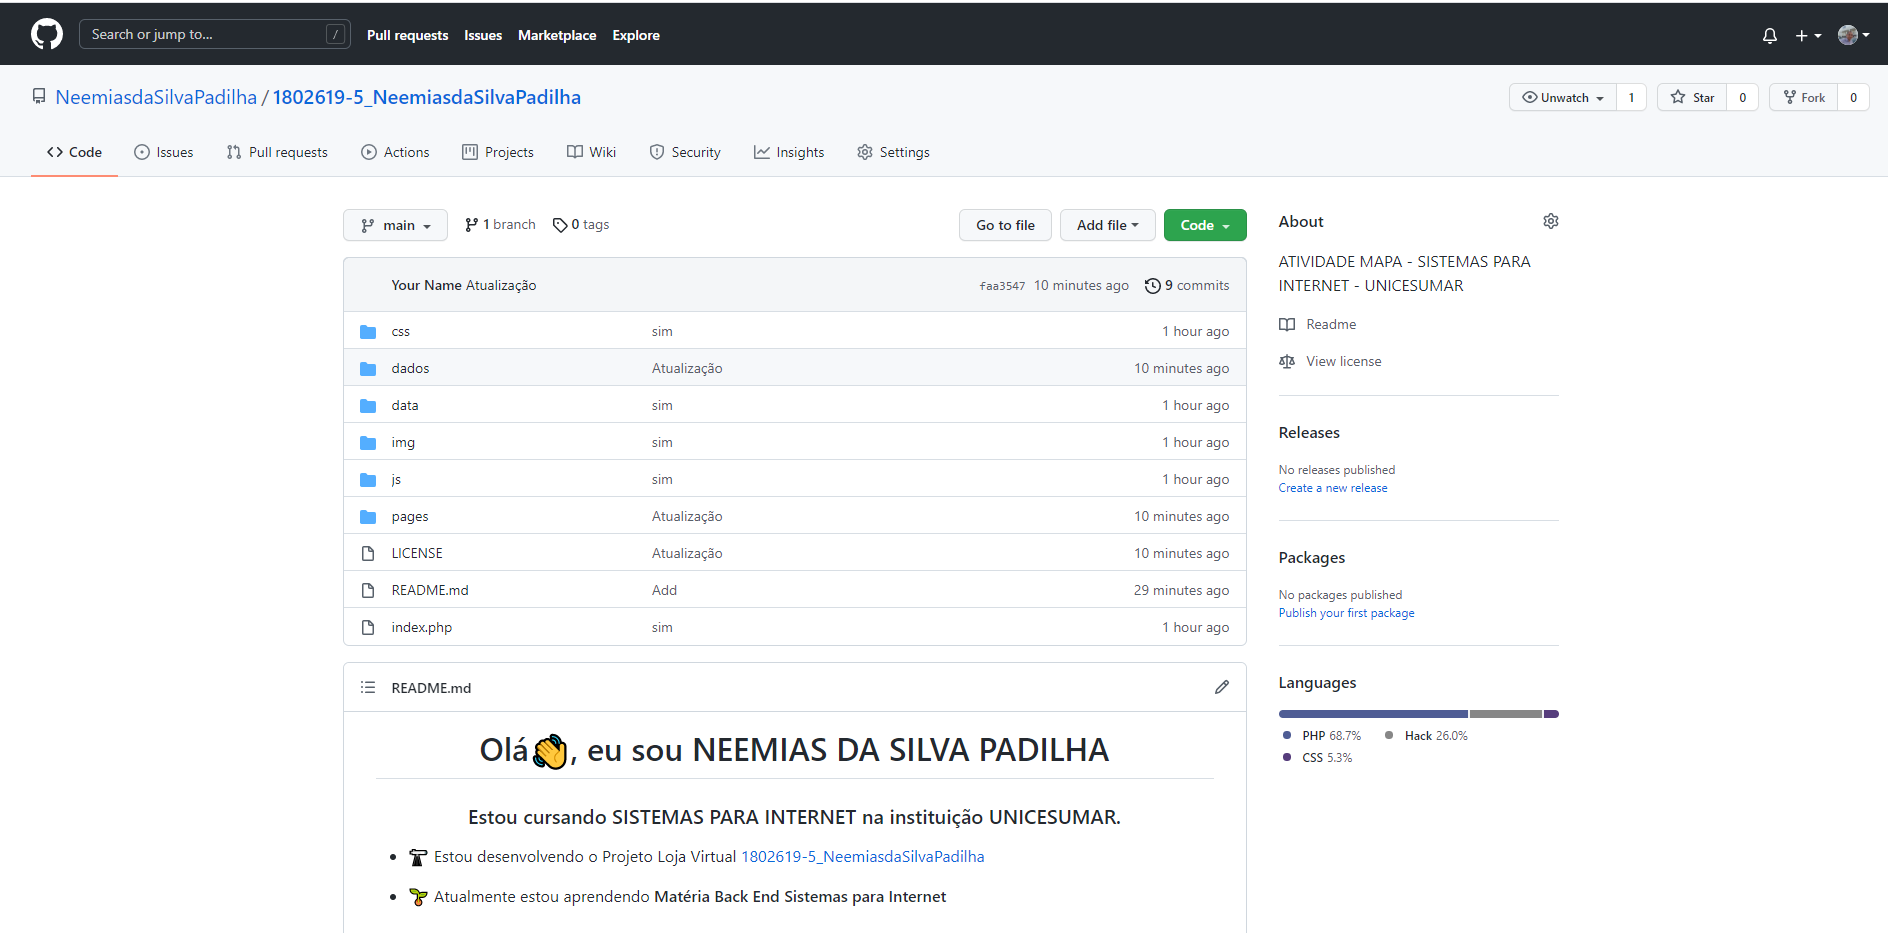 Search or jump to... / Pull requests Issues Marketplace Explore
NeemiasdaSilvaPadilha / 1802619-5_NeemiasdaSilvaPadilha Unwatch 1 Star 0 Fork 0
Code Issues Pull requests Actions Projects Wiki Security Insights Settings
main 1 branch 0 tags Go to file Add file Code
Your Name Atualização faa3547 10 minutes ago 9 commits
css sim 1 hour ago
dados Atualização 10 minutes ago
data sim 1 hour ago
img sim 1 hour ago
js sim 1 hour ago
pages Atualização 10 minutes ago
LICENSE Atualização 10 minutes ago
README.md Add 29 minutes ago
index.php sim 1 hour ago
README.md
Olá👋, eu sou NEEMIAS DA SILVA PADILHA
Estou cursando SISTEMAS PARA INTERNET na instituição UNICESUMAR.
Estou desenvolvendo o Projeto Loja Virtual 1802619-5_NeemiasdaSilvaPadilha
🌱 Atualmente estou aprendendo Matéria Back End Sistemas para Internet
About
ATIVIDADE MAPA - SISTEMAS PARA
INTERNET - UNICESUMAR
Readme
View license
Releases
No releases published
Create a new release
Packages
No packages published
Publish your first package
Languages
PHP 68.7% Hack 26.0%
CSS 5.3%